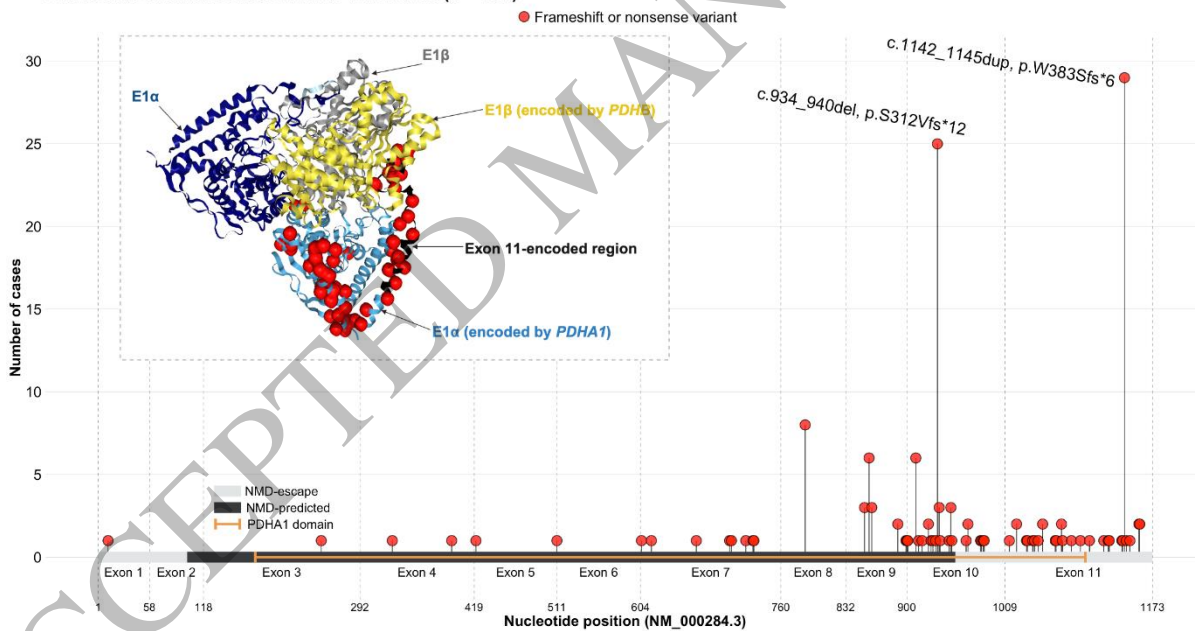 Frameshift or nonsense variant
c.1142_1145dup, p.W383Sfs*6
c.934_940del, p.S312Vfs*12
E1β
E1α
E1β (encoded by PDHB)
Exon 11-encoded region
E1α (encoded by PDHA1)
Number of cases
30
25
20
15
10
5
0
NMD-escape
NMD-predicted
PDHA1 domain
Exon 1 Exon 2 Exon 3 Exon 4 Exon 5 Exon 6 Exon 7 Exon 8 Exon 9 Exon 10 Exon 11
1 58 118 292 419 511 604 760 832 900 1009 1173
Nucleotide position (NM_000284.3)
CCEPTED MAN